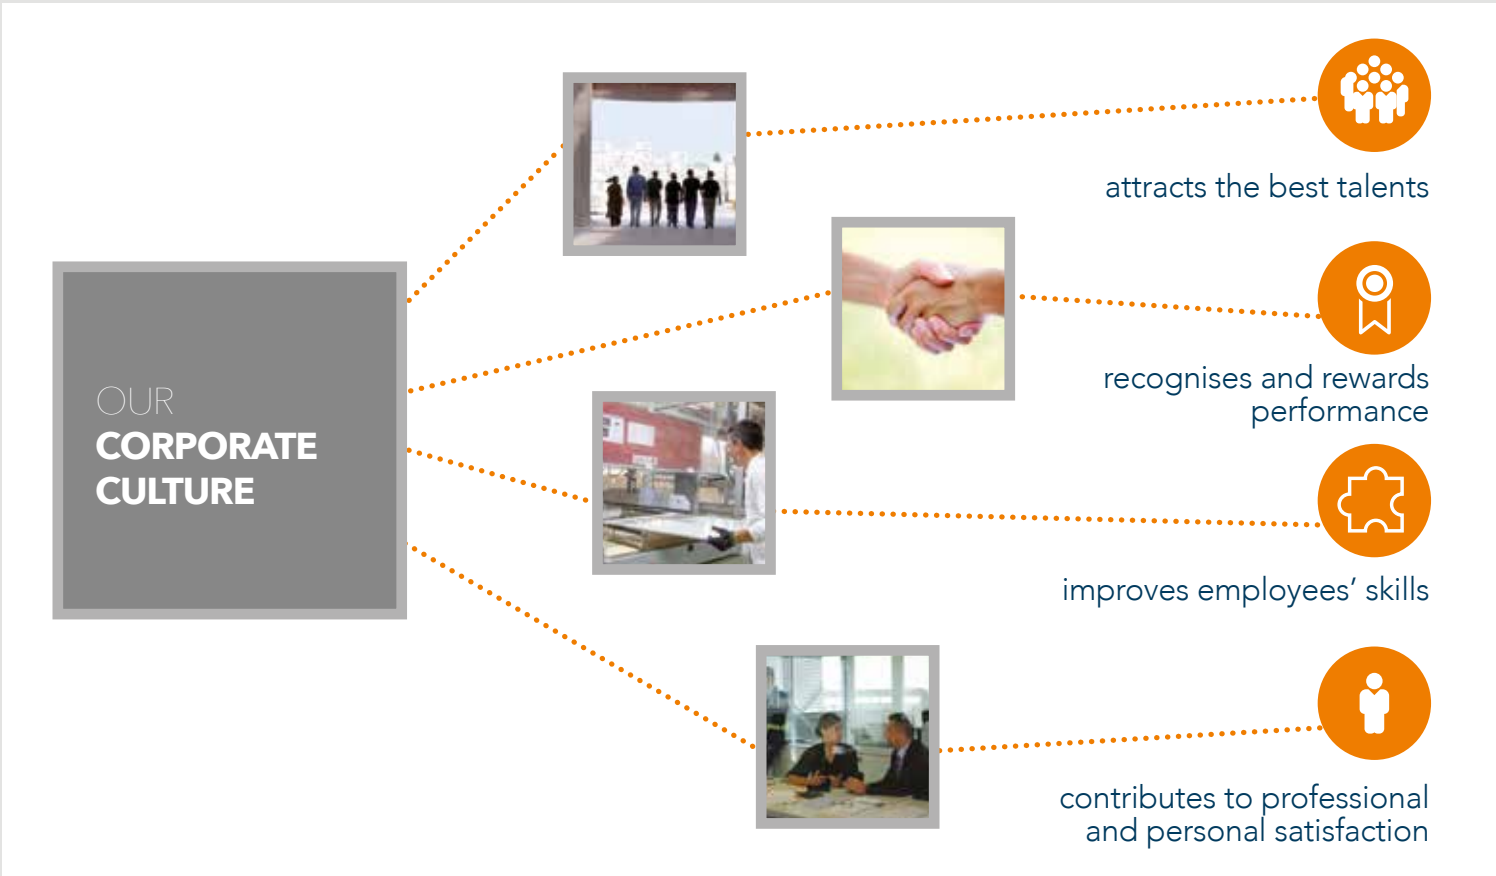 OUR
CORPORATE
CULTURE
attracts the best talents
recognises and rewards
performance
improves employees’ skills
contributes to professional
and personal satisfaction